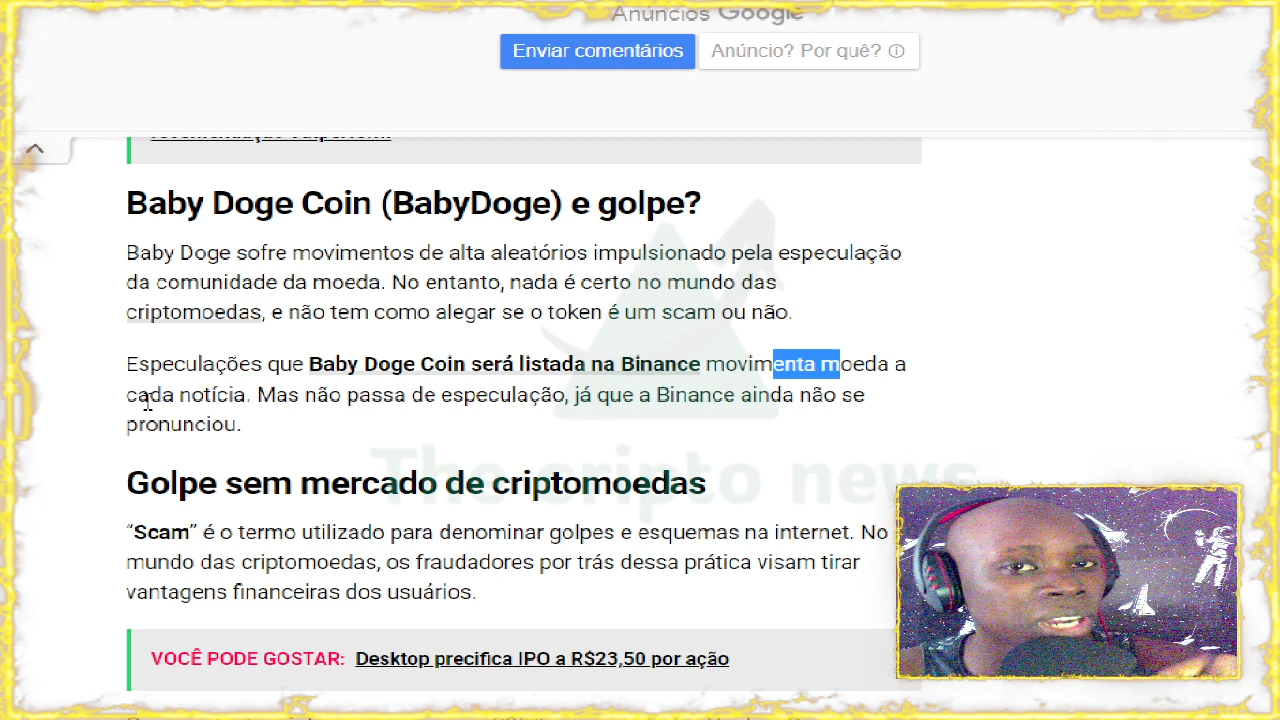 Anúncios Google
Enviar comentários
Anúncio? Por quê?
Baby Doge Coin (BabyDoge) e golpe?
Baby Doge sofre movimentos de alta aleatórios impulsionado pela especulação
da comunidade da moeda. No entanto, nada é certo no mundo das
criptomoedas, e não tem como alegar se o token é um scam ou não.
Especulações que Baby Doge Coin será listada na Binance movimenta moeda a
cada notícia. Mas não passa de especulação, já que a Binance ainda não se
pronunciou.
The cripto news
Golpe sem mercado de criptomoedas
“Scam” é o termo utilizado para denominar golpes e esquemas na internet. No
mundo das criptomoedas, os fraudadores por trás dessa prática visam tirar
vantagens financeiras dos usuários.
VOCÊ PODE GOSTAR: Desktop precifica IPO a R$23,50 por ação